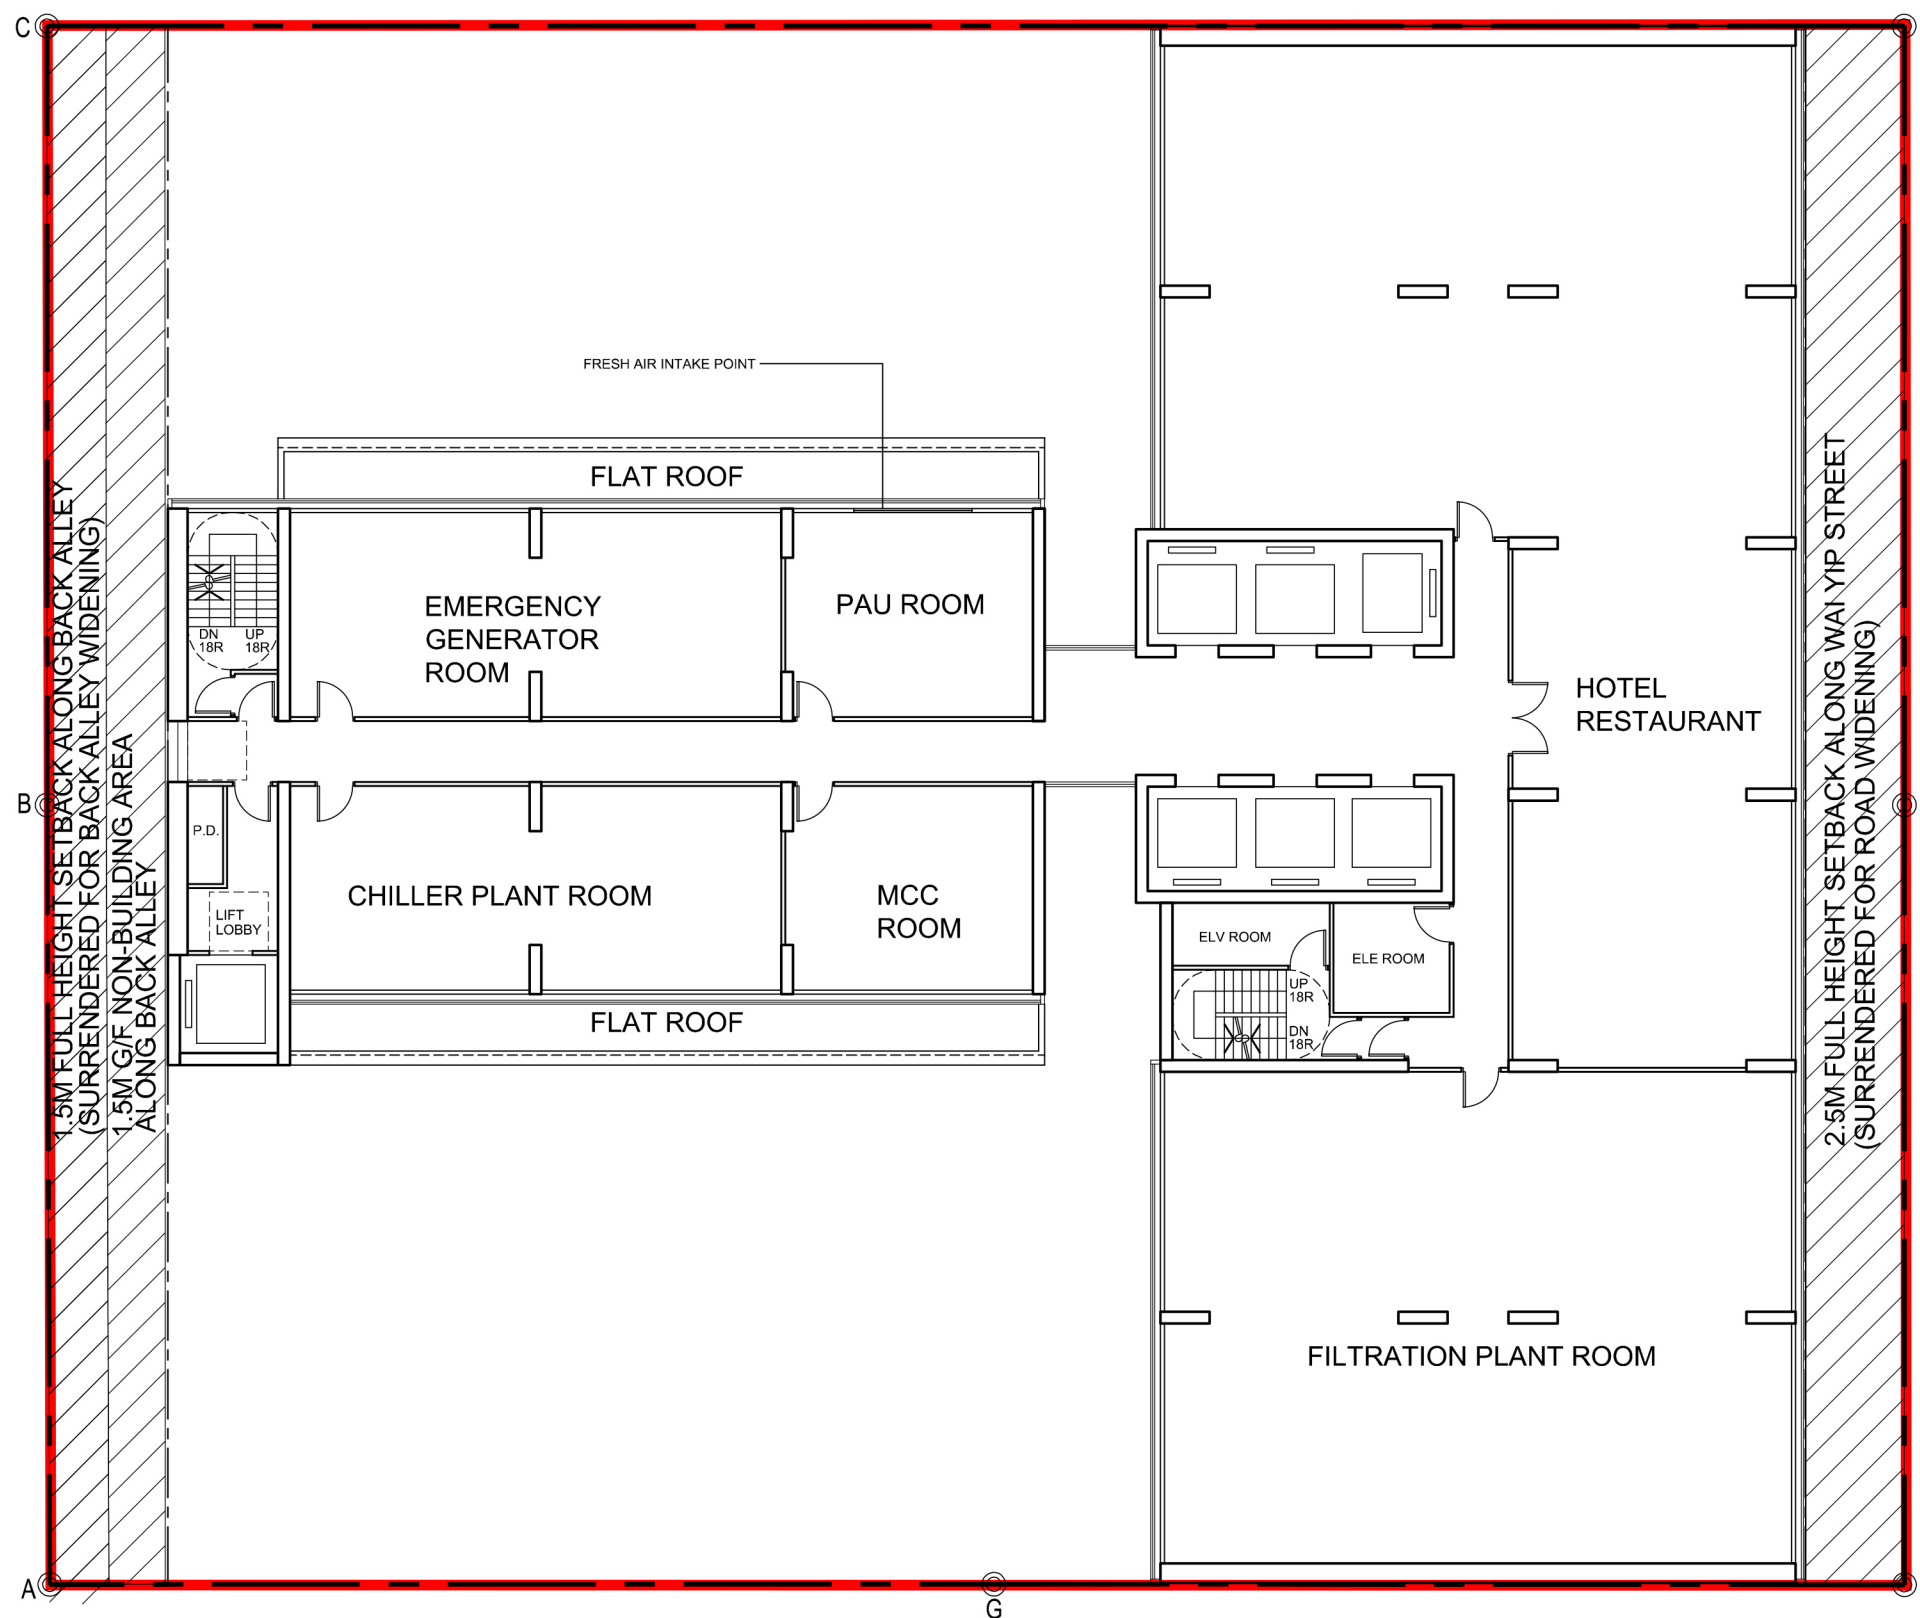 C
FRESH AIR INTAKE POINT
FLAT ROOF
EMERGENCY
GENERATOR
ROOM
PAU ROOM
DN
18R
UP
18R
HOTEL
RESTAURANT
B
P.D.
LIFT
LOBBY
CHILLER PLANT ROOM
MCC
ROOM
ELV ROOM
ELE ROOM
UP
18R
DN
18R
FLAT ROOF
FILTRATION PLANT ROOM
1.5M FULL HEIGHT SETBACK ALONG BACK ALLEY
(SURRENDERED FOR BACK ALLEY WIDENING)
1.5M G/F NON-BUILDING AREA
ALONG BACK ALLEY
2.5M FULL HEIGHT SETBACK ALONG WAI YIP STREET
(SURRENDERED FOR ROAD WIDENING)
A
G